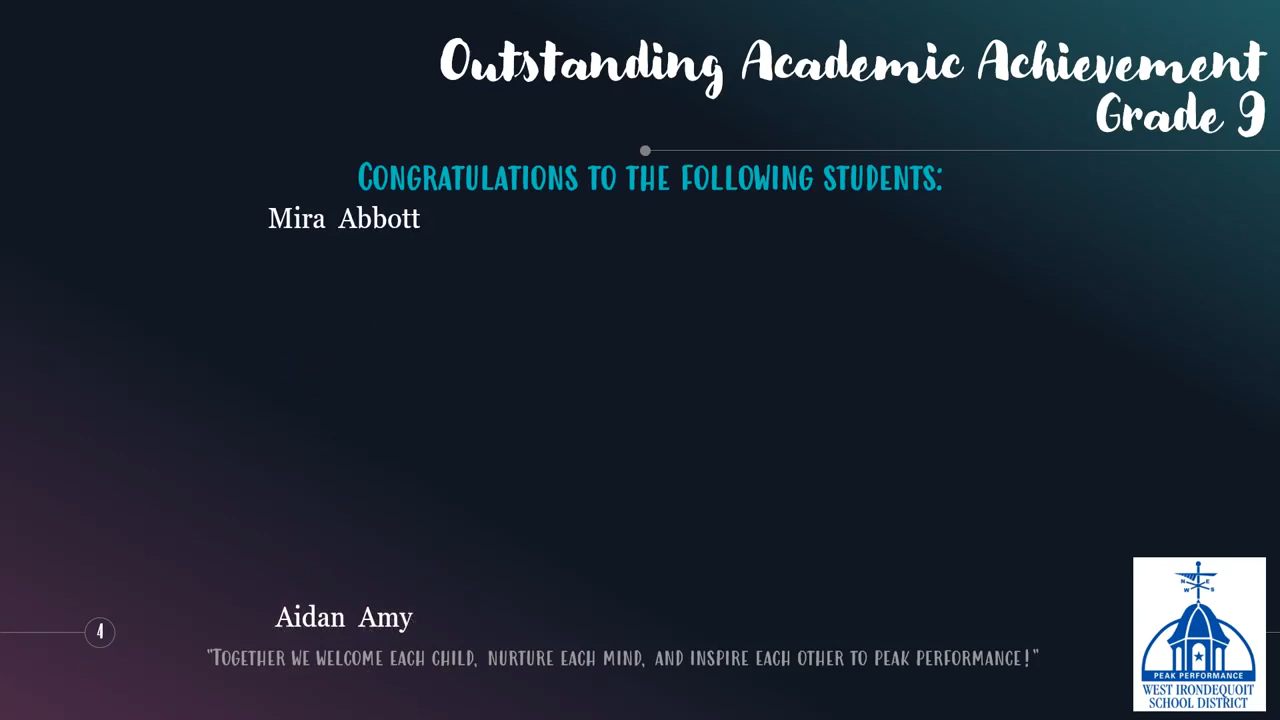 Outstanding Academic Achievement
Grade 9
Congratulations to the following students:
Mira Abbott
Aidan Amy
4
"Together we welcome each child, nurture each mind, and inspire each other to peak performance!"
N E
W S
PEAK PERFORMANCE
WEST IRONDEQUOIT
SCHOOL DISTRICT